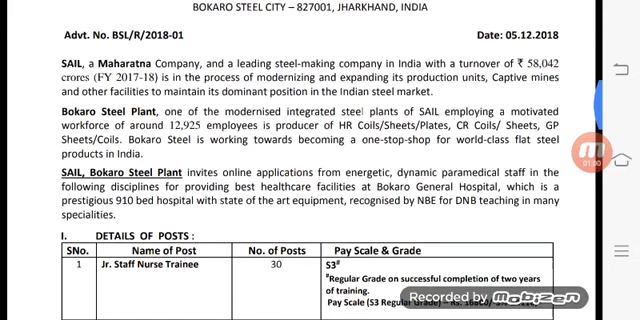 BOKARO STEEL CITY – 827001, JHARKHAND, INDIA
Advt. No. BSL/R/2018-01 Date: 05.12.2018
SAIL, a Maharatna Company, and a leading steel-making company in India with a turnover of ₹ 58,042
crores (FY 2017-18) is in the process of modernizing and expanding its production units, Captive mines
and other facilities to maintain its dominant position in the Indian steel market.
Bokaro Steel Plant, one of the modernised integrated steel plants of SAIL employing a motivated
workforce of around 12,925 employees is producer of HR Coils/Sheets/Plates, CR Coils/ Sheets, GP
Sheets/Coils. Bokaro Steel is working towards becoming a one-stop-shop for world-class flat steel
products in India.
M
01:00
SAIL, Bokaro Steel Plant invites online applications from energetic, dynamic paramedical staff in the
following disciplines for providing best healthcare facilities at Bokaro General Hospital, which is a
prestigious 910 bed hospital with state of the art equipment, recognised by NBE for DNB teaching in many
specialities.
I. DETAILS OF POSTS :
SNo. Name of Post No. of Posts Pay Scale & Grade
1 Jr. Staff Nurse Trainee 30 S3#
#Regular Grade on successful completion of two years
of training.
Pay Scale (S3 Regular Grade) – Rs.
Recorded by Mobizen